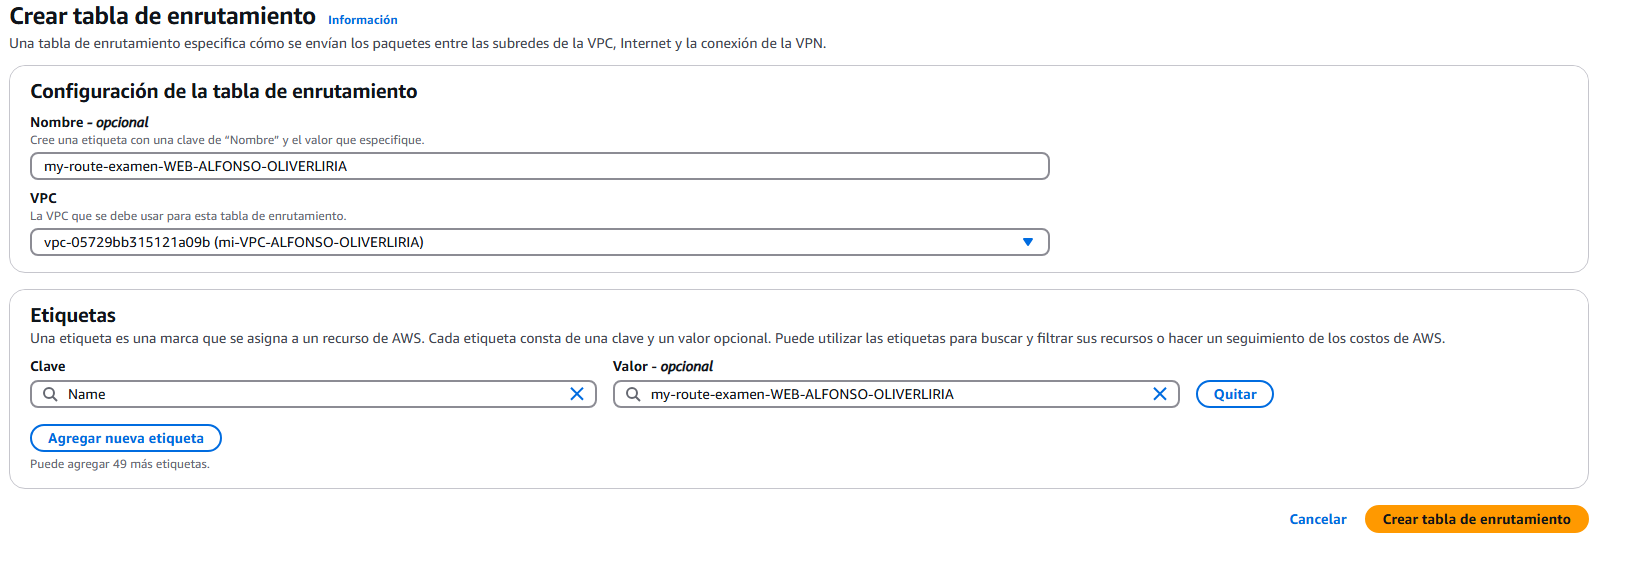 Crear tabla de enrutamiento Información
Una tabla de enrutamiento especifica cómo se envían los paquetes entre las subredes de la VPC, Internet y la conexión de la VPN.
Configuración de la tabla de enrutamiento
Nombre - opcional
Cree una etiqueta con una clave de “Nombre” y el valor que especifique.
my-route-examen-WEB-ALFONSO-OLIVERLIRIA
VPC
La VPC que se debe usar para esta tabla de enrutamiento.
vpc-05729bb315121a09b (mi-VPC-ALFONSO-OLIVERLIRIA)
Etiquetas
Una etiqueta es una marca que se asigna a un recurso de AWS. Cada etiqueta consta de una clave y un valor opcional. Puede utilizar las etiquetas para buscar y filtrar sus recursos o hacer un seguimiento de los costos de AWS.
Clave Valor - opcional
Name my-route-examen-WEB-ALFONSO-OLIVERLIRIA Quitar
Agregar nueva etiqueta
Puede agregar 49 más etiquetas.
Cancelar Crear tabla de enrutamiento